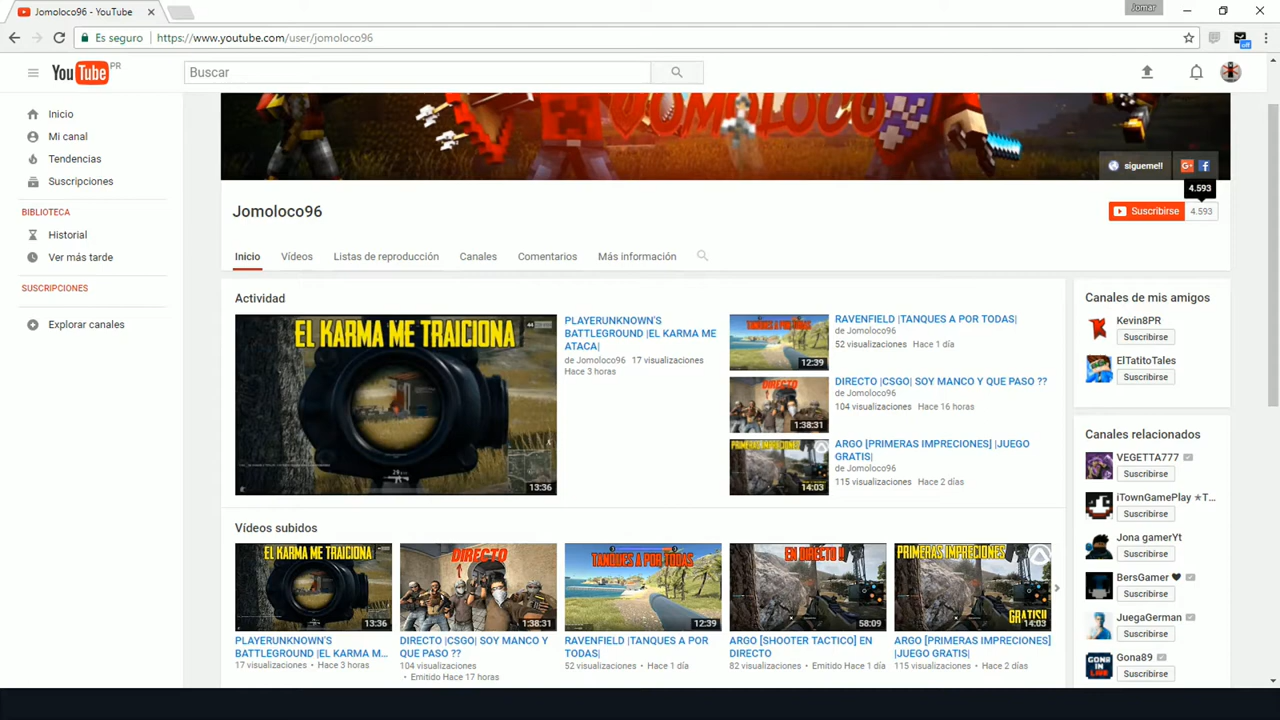 Jomoloco96 - YouTube
Jomar
Es seguro
https://www.youtube.com/user/jomoloco96
off
YouTube PR
Buscar
Inicio
Mi canal
Tendencias
Suscripciones
BIBLIOTECA
Historial
Ver más tarde
SUSCRIPCIONES
Explorar canales
JOMOLOCO
sigueme!!
G+ f
4.593
Jomoloco96
Suscribirse 4.593
Inicio Vídeos Listas de reproducción Canales Comentarios Más información
Actividad
EL KARMA ME TRAICIONA
13:36
PLAYERUNKNOWN'S
BATTLEGROUND |EL KARMA ME
ATACA|
de Jomoloco96 17 visualizaciones
Hace 3 horas
TANQUES A POR TODAS
12:39
RAVENFIELD |TANQUES A POR TODAS|
de Jomoloco96
52 visualizaciones Hace 1 día
DIRECTO
1:38:31
DIRECTO |CSGO| SOY MANCO Y QUE PASO ??
104 visualizaciones Hace 16 horas
PRIMERAS IMPRECIONES
14:03
ARGO [PRIMERAS IMPRECIONES] |JUEGO
GRATIS|
de Jomoloco96
115 visualizaciones Hace 2 días
Vídeos subidos
EL KARMA ME TRAICIONA
13:36
PLAYERUNKNOWN'S
BATTLEGROUND |EL KARMA M...
17 visualizaciones • Hace 3 horas
DIRECTO
1:38:31
DIRECTO |CSGO| SOY MANCO Y
QUE PASO ??
104 visualizaciones
• Emitido Hace 17 horas
TANQUES A POR TODAS
12:39
RAVENFIELD |TANQUES A POR
TODAS|
52 visualizaciones • Hace 1 día
EN DIRECTO !!
58:09
ARGO [SHOOTER TACTICO] EN
DIRECTO
82 visualizaciones • Emitido Hace 1 día
PRIMERAS IMPRECIONES
GRATIS!!
14:03
ARGO [PRIMERAS IMPRECIONES]
|JUEGO GRATIS|
115 visualizaciones • Hace 2 días
Canales de mis amigos
Kevin8PR
Suscribirse
ElTatitoTales
Suscribirse
Canales relacionados
VEGETTA777
Suscribirse
iTownGamePlay ★T...
Suscribirse
Jona gamerYt
Suscribirse
BersGamer ♥
Suscribirse
JuegaGerman
Suscribirse
GONA
IN
LIVE
Gona89
Suscribirse